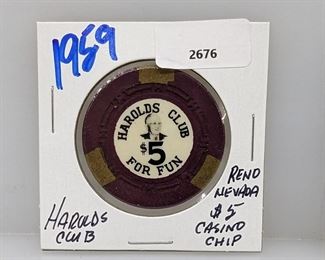 1959
2676
HAROLDS CLUB
$5
FOR FUN
HAROLDS
CLUB
RENO
NEVADA
$5
CASINO
CHIP